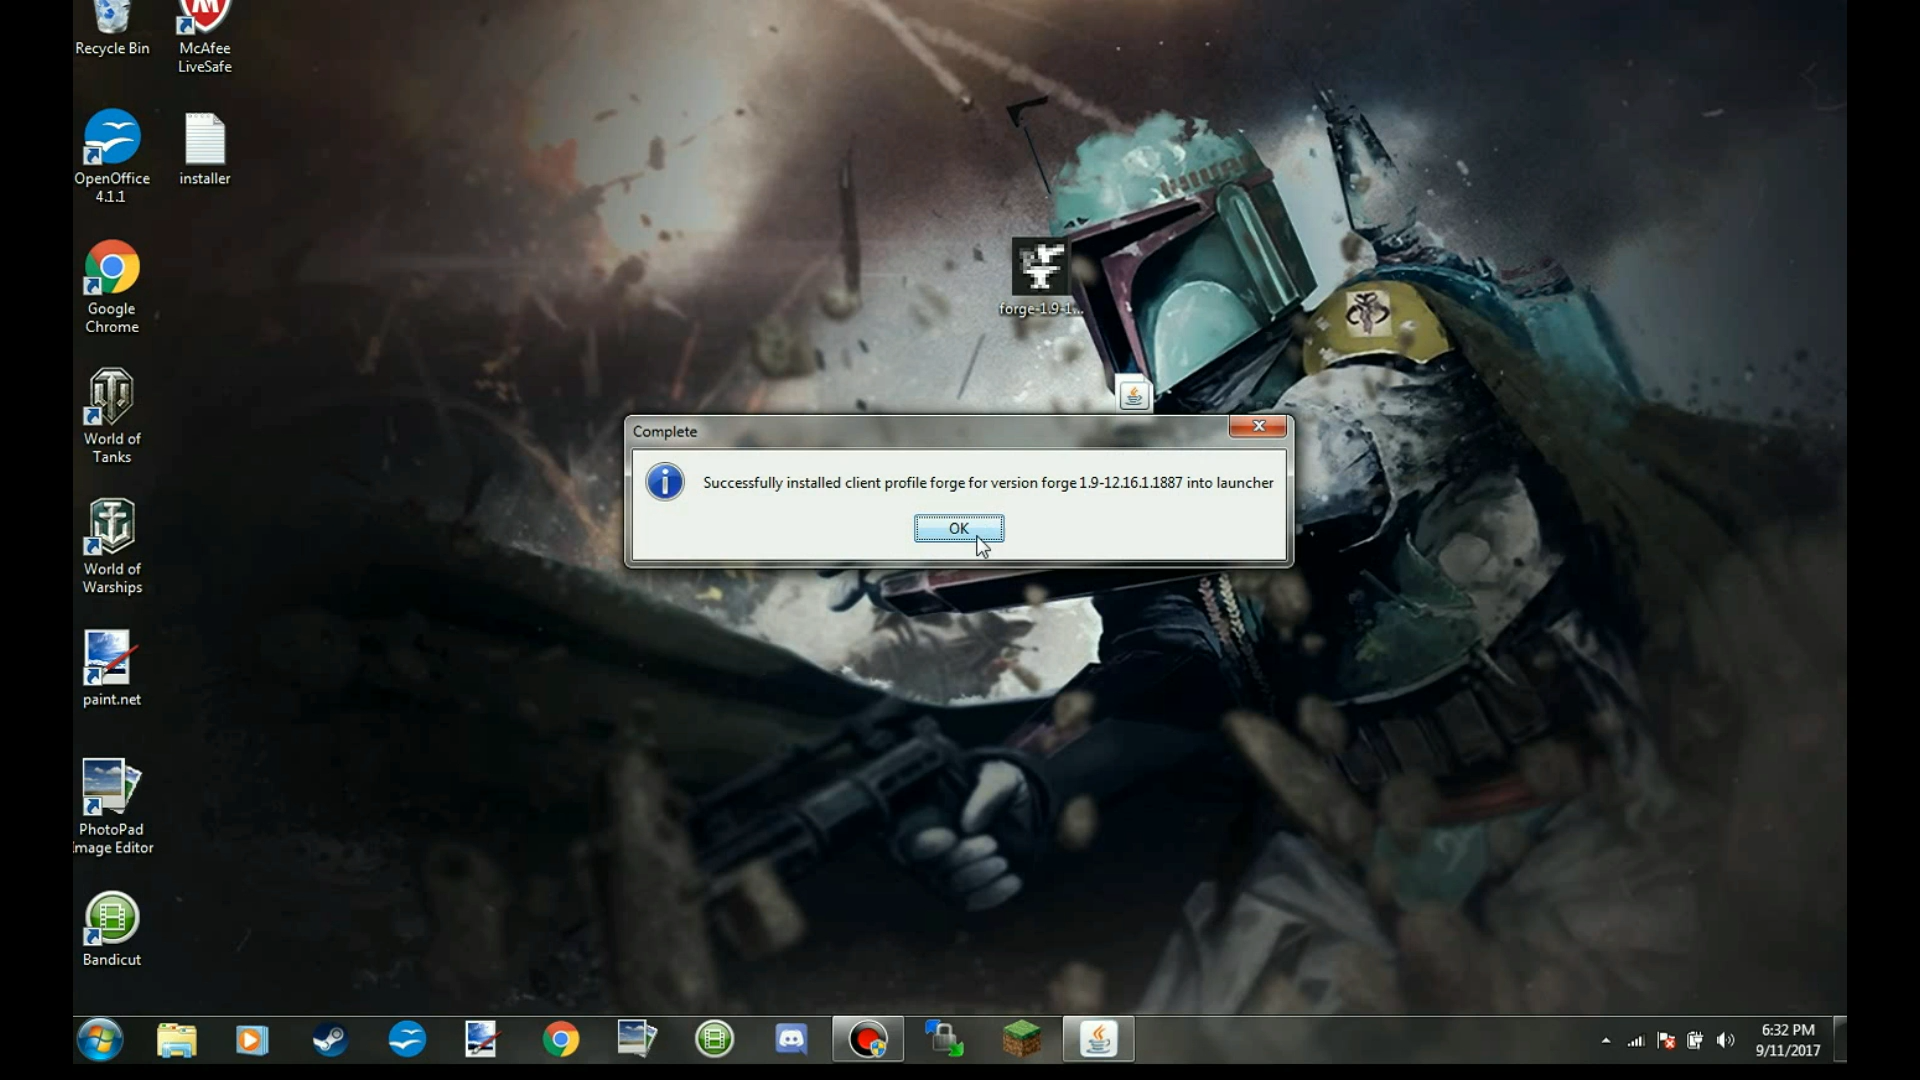 Recycle Bin
McAfee
LiveSafe
OpenOffice
4.1.1
installer
Google
Chrome
forge-1.9-1...
World of
Tanks
Complete
Successfully installed client profile forge for version forge 1.9-12.16.1.1887 into launcher
OK
World of
Warships
paint.net
PhotoPad
Image Editor
Bandicut
6:32 PM
9/11/2017